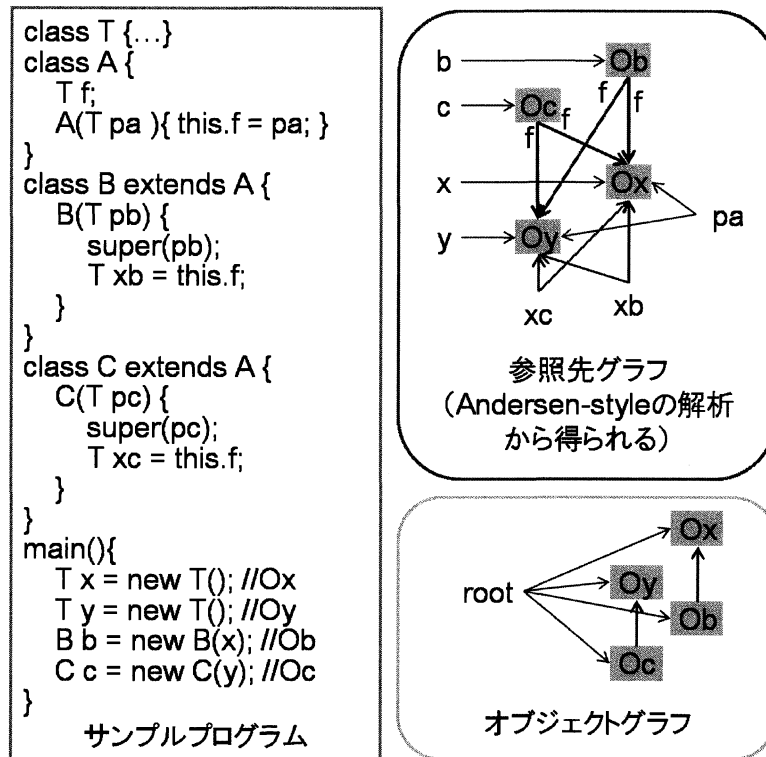 class T {...}
class A {
T f;
A(T pa ){ this.f = pa; }
}
class B extends A {
B(T pb) {
super(pb);
T xb = this.f;
}
}
class C extends A {
C(T pc) {
super(pc);
T xc = this.f;
}
}
main(){
T x = new T(); //Ox
T y = new T(); //Oy
B b = new B(x); //Ob
C c = new C(y); //Oc
}
サンプルプログラム
b
Ob
c
Oc
f
f
f
f
x
Ox
pa
y
Oy
xc
xb
参照先グラフ
（Andersen-styleの解析
から得られる）
Ox
root
Oy
Ob
Oc
オブジェクトグラフ